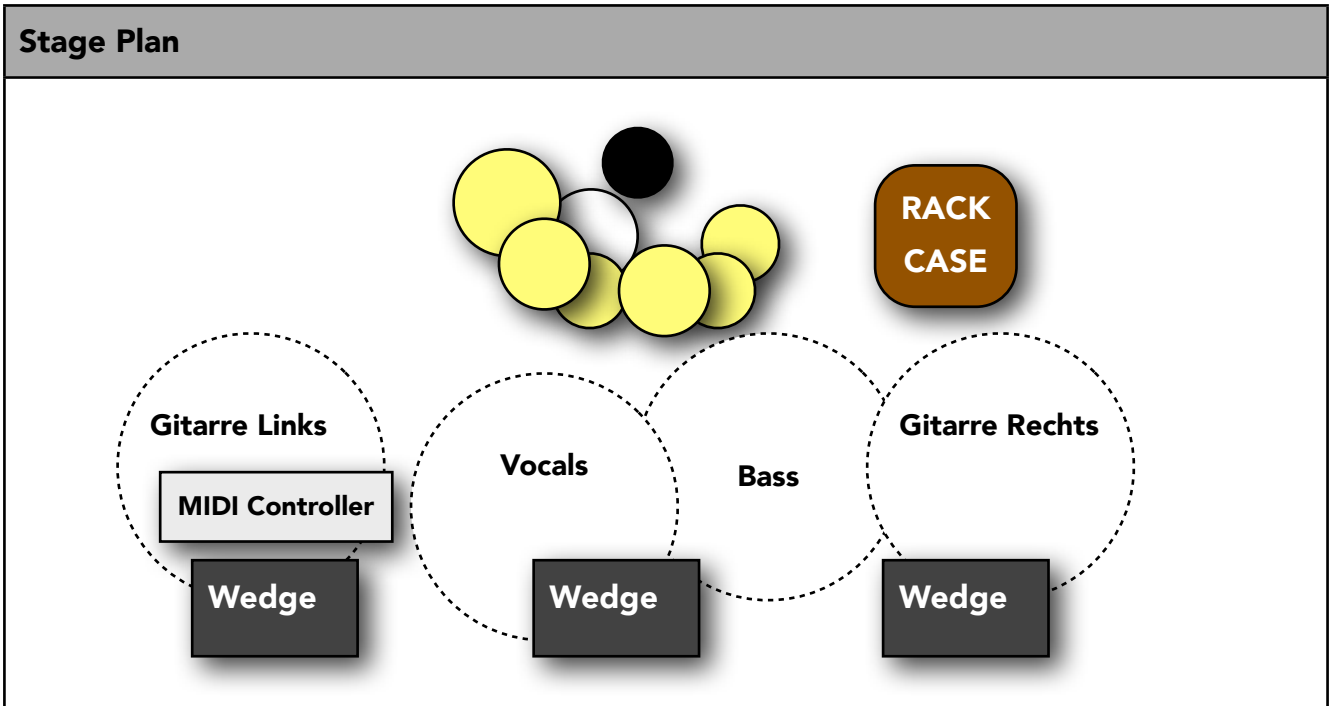 Stage Plan
RACK
CASE
Gitarre Links
Gitarre Rechts
Vocals
Bass
MIDI Controller
Wedge
Wedge
Wedge